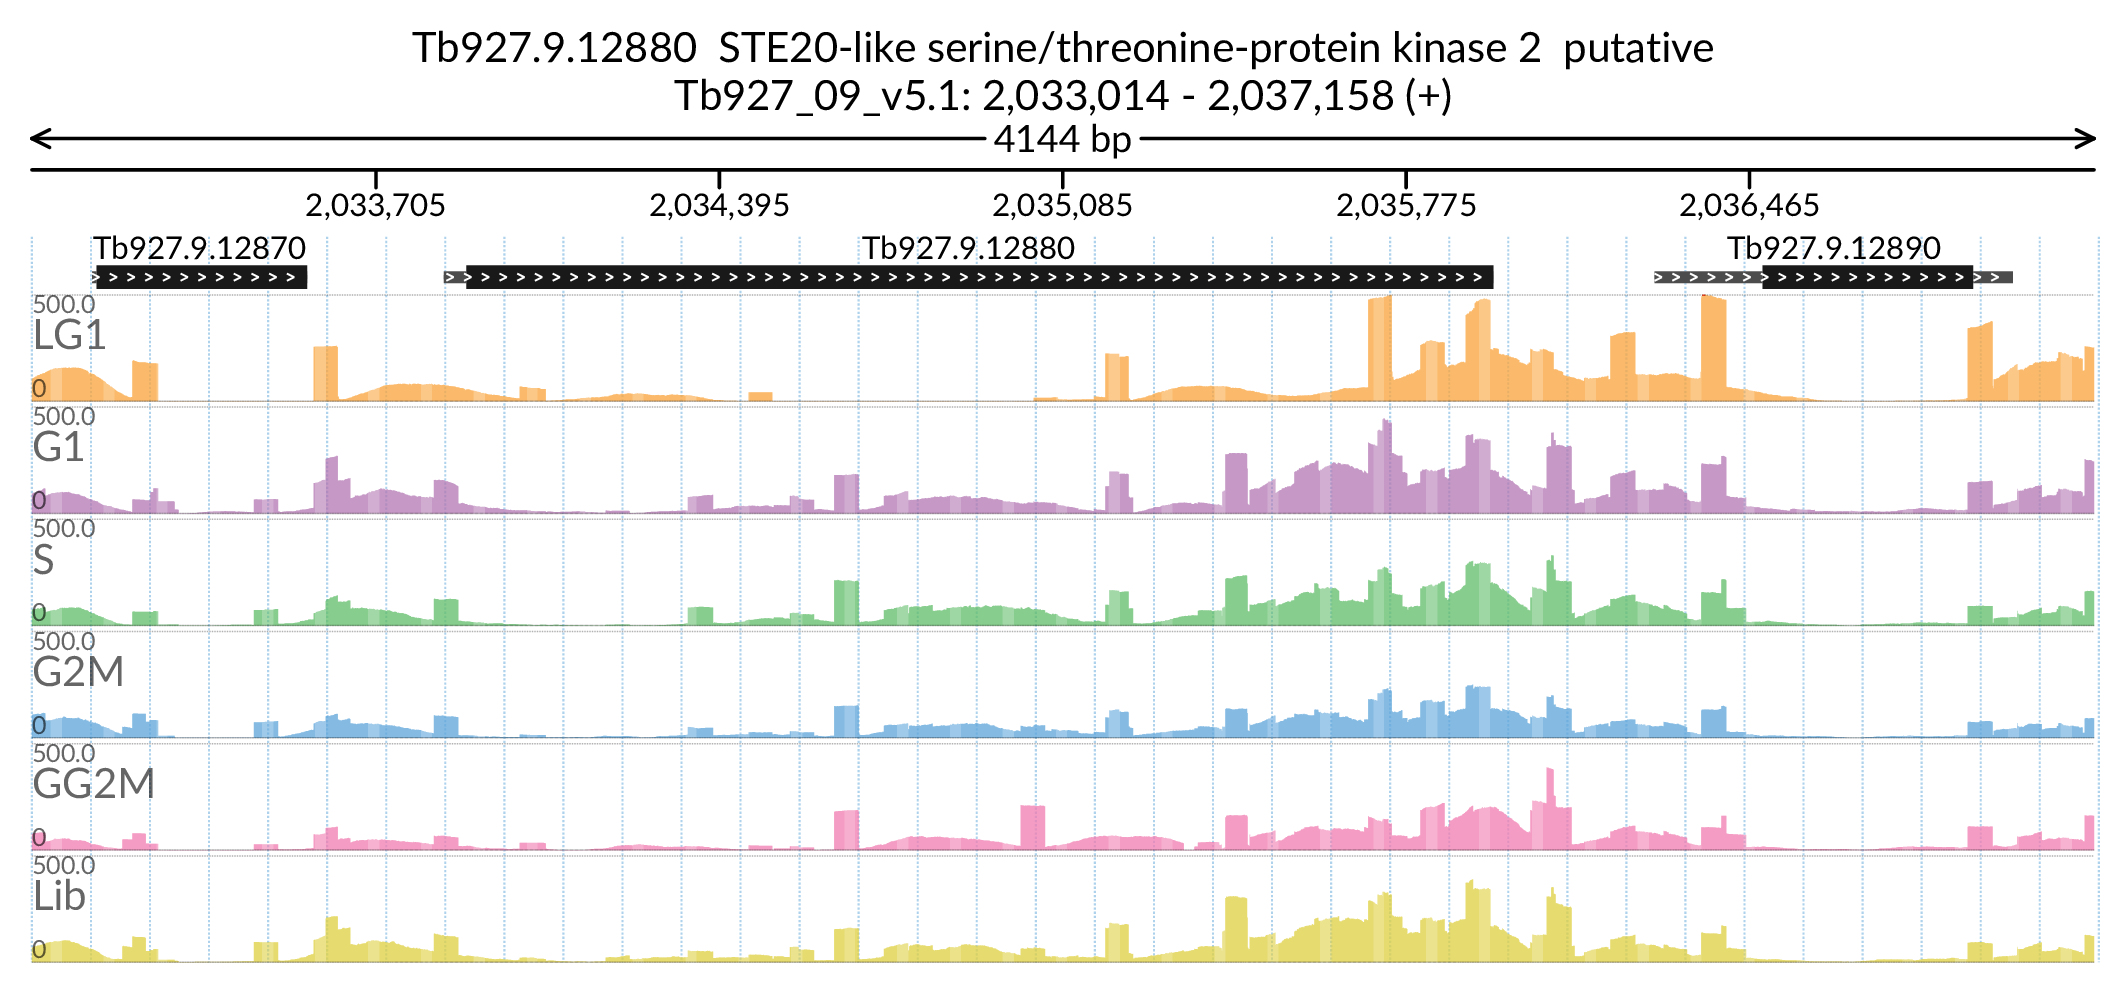 Tb927.9.12880  STE20-like serine/threonine-protein kinase 2  putative
Tb927_09_v5.1: 2,033,014 - 2,037,158 (+)
4144 bp
2,033,705 2,034,395 2,035,085 2,035,775 2,036,465
Tb927.9.12870 Tb927.9.12880 Tb927.9.12890
500.0
LG1
0
500.0
G1
0
500.0
S
0
500.0
G2M
0
500.0
GG2M
0
500.0
Lib
0